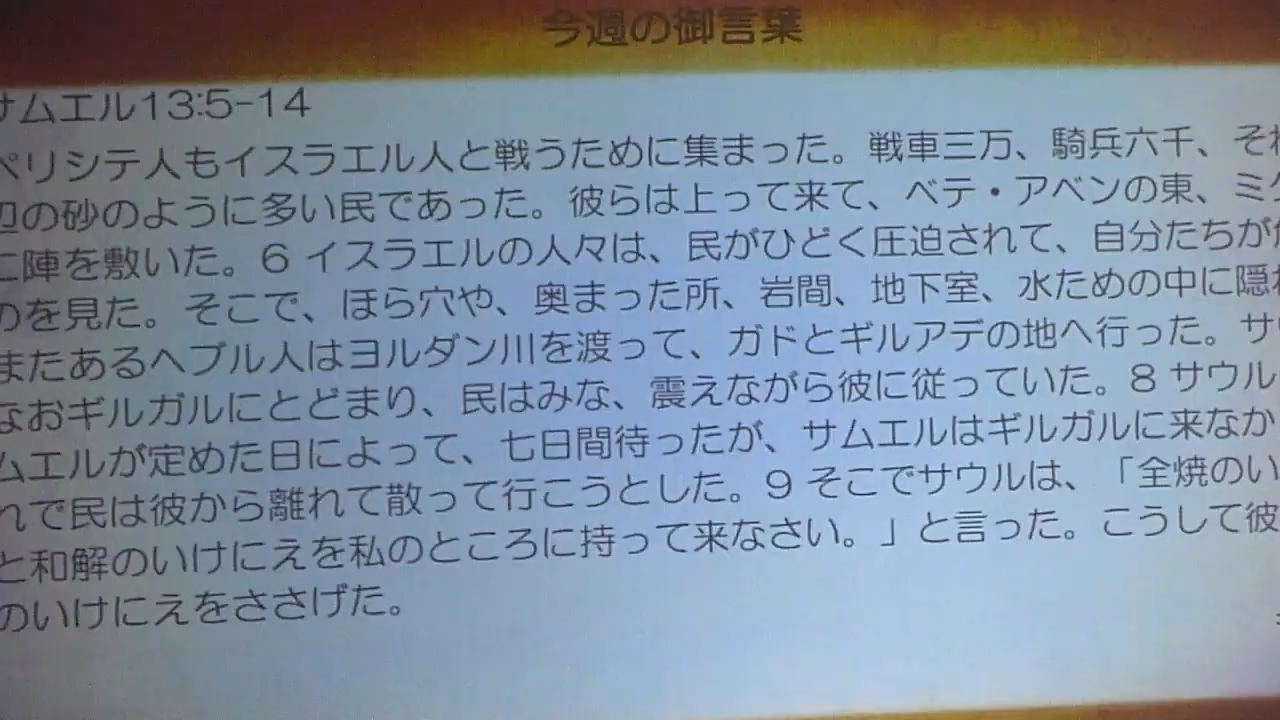 今週の御言葉
サムエル13:5-14
ペリシテ人もイスラエル人と戦うために集まった。戦車三万、騎兵六千、それ
辺の砂のように多い民であった。彼らは上って来て、ベテ・アベンの東、ミク
に陣を敷いた。6 イスラエルの人々は、民がひどく圧迫されて、自分たちが
のを見た。そこで、ほら穴や、奥まった所、岩間、地下室、水ための中に隠れ
またあるヘブル人はヨルダン川を渡って、ガドとギルアデの地へ行った。サ
なおギルガルにとどまり、民はみな、震えながら彼に従っていた。8 サウル
ムエルが定めた日によって、七日間待ったが、サムエルはギルガルに来なか
れで民は彼から離れて散って行こうとした。9 そこでサウルは、「全焼のい
と和解のいけにえを私のところに持って来なさい。」と言った。こうして彼
のいけにえをささげた。